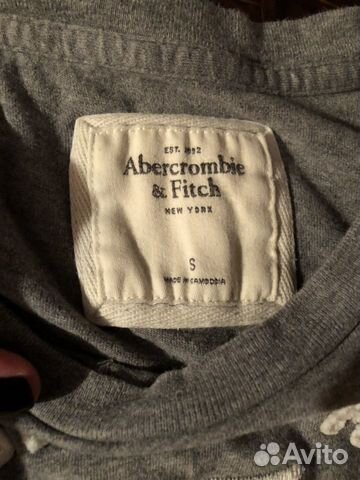 EST. 1892
Abercrombie
& Fitch
NEW YORK
S
MADE IN CAMBODIA
Avito